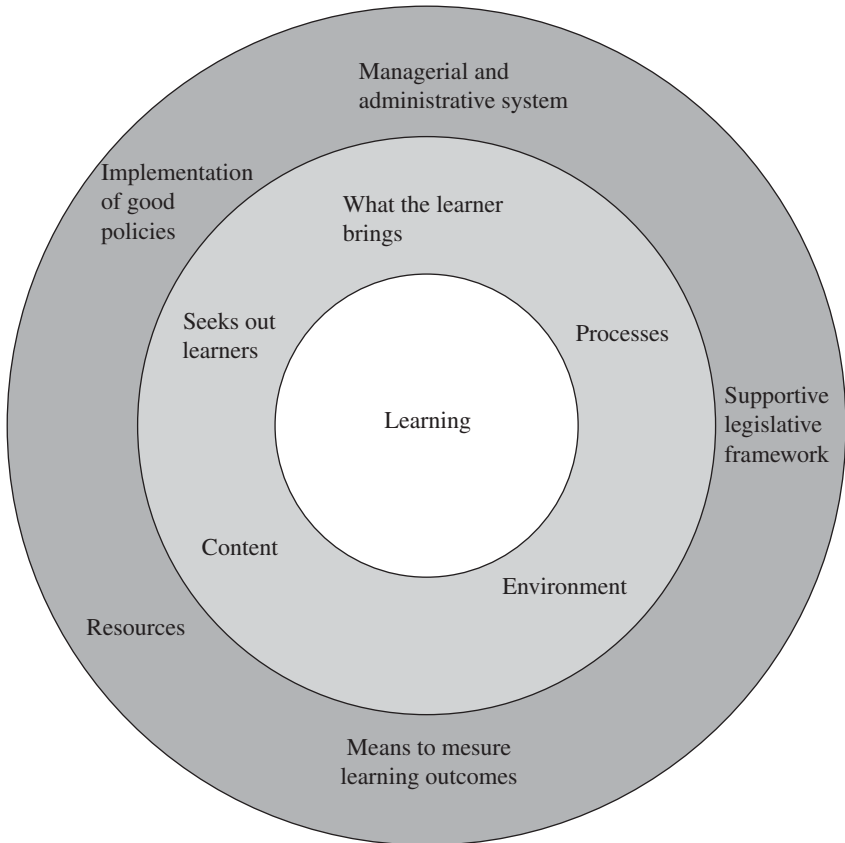 Managerial and
administrative system
Implementation
of good
policies
What the learner
brings
Seeks out
learners
Processes
Supportive
legislative
framework
Learning
Content
Environment
Resources
Means to mesure
learning outcomes